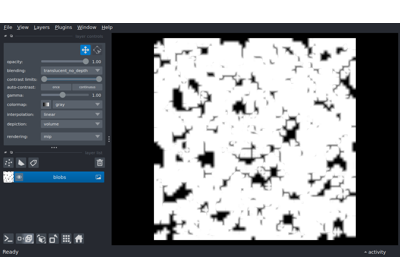 File View Layers Plugins Window Help
opacity: 1.00
blending: translucent_no_depth
contrast limits:
auto-contrast: once continuous
gamma: 1.00
colormap: gray
interpolation: linear
depiction: volume
rendering: mip
blobs
Ready
activity